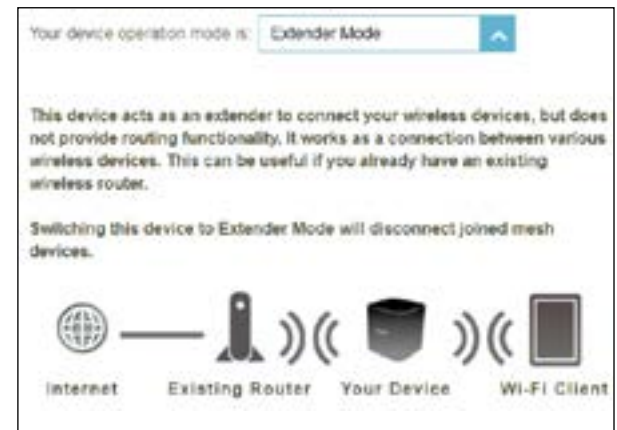 Your device operation mode is: Extender Mode
This device acts as an extender to connect your wireless devices, but does
not provide routing functionality. It works as a connection between various
wireless devices. This can be useful if you already have an existing
wireless router.
Switching this device to Extender Mode will disconnect joined mesh
devices.
Internet Existing Router Your Device Wi-Fi Client